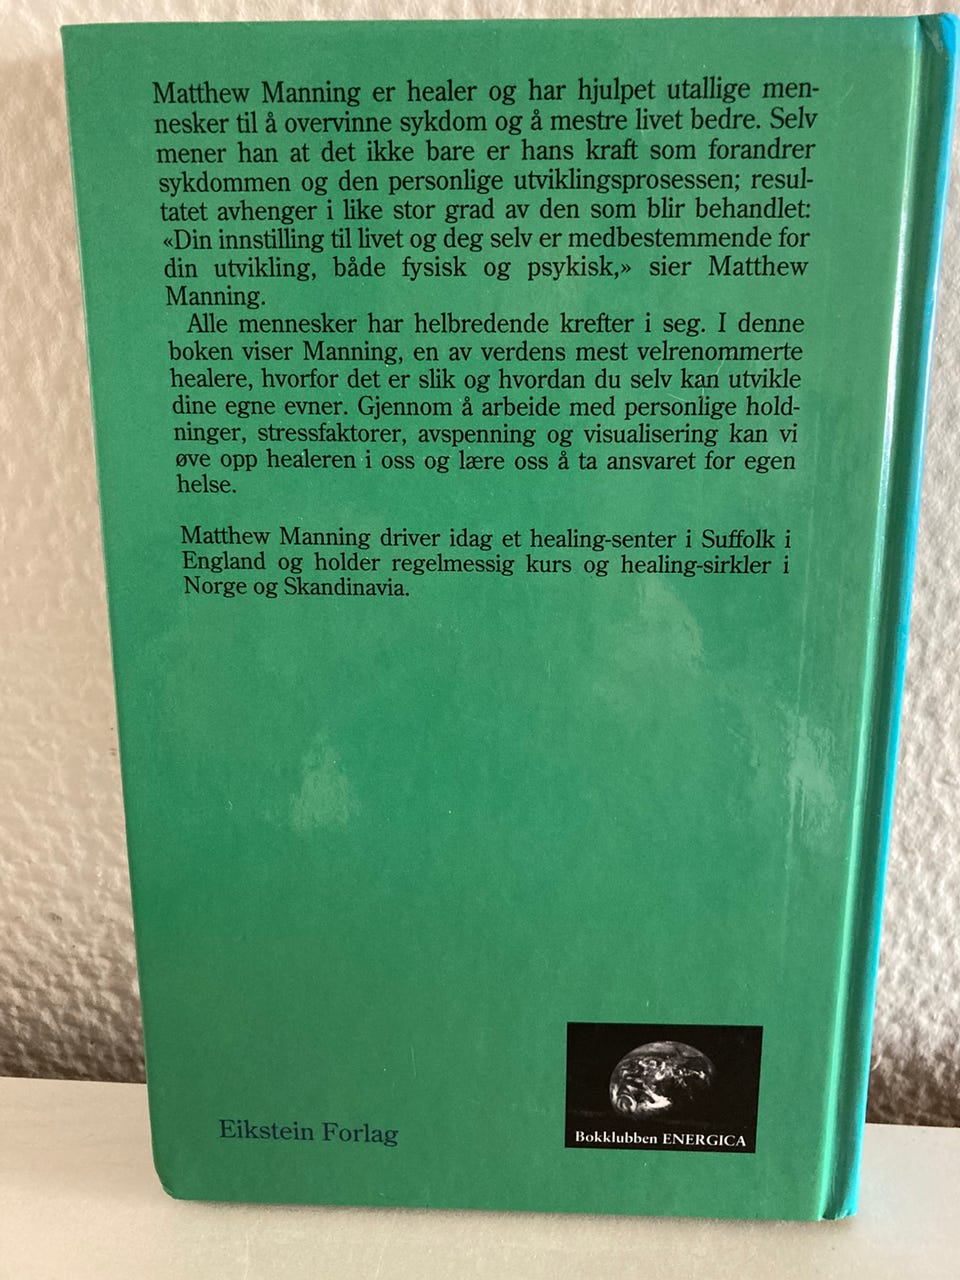 Matthew Manning er healer og har hjulpet utallige men-
nesker til å overvinne sykdom og å mestre livet bedre. Selv
mener han at det ikke bare er hans kraft som forandrer
sykdommen og den personlige utviklingsprosessen; resul-
tatet avhenger i like stor grad av den som blir behandlet:
«Din innstilling til livet og deg selv er medbestemmende for
din utvikling, både fysisk og psykisk,» sier Matthew
Manning.
Alle mennesker har helbredende krefter i seg. I denne
boken viser Manning, en av verdens mest velrenommerte
healere, hvorfor det er slik og hvordan du selv kan utvikle
dine egne evner. Gjennom å arbeide med personlige hold-
ninger, stressfaktorer, avspenning og visualisering kan vi
øve opp healeren i oss og lære oss å ta ansvaret for egen
helse.
Matthew Manning driver idag et healing-senter i Suffolk i
England og holder regelmessig kurs og healing-sirkler i
Norge og Skandinavia.
Eikstein Forlag
Bokklubben ENERGICA